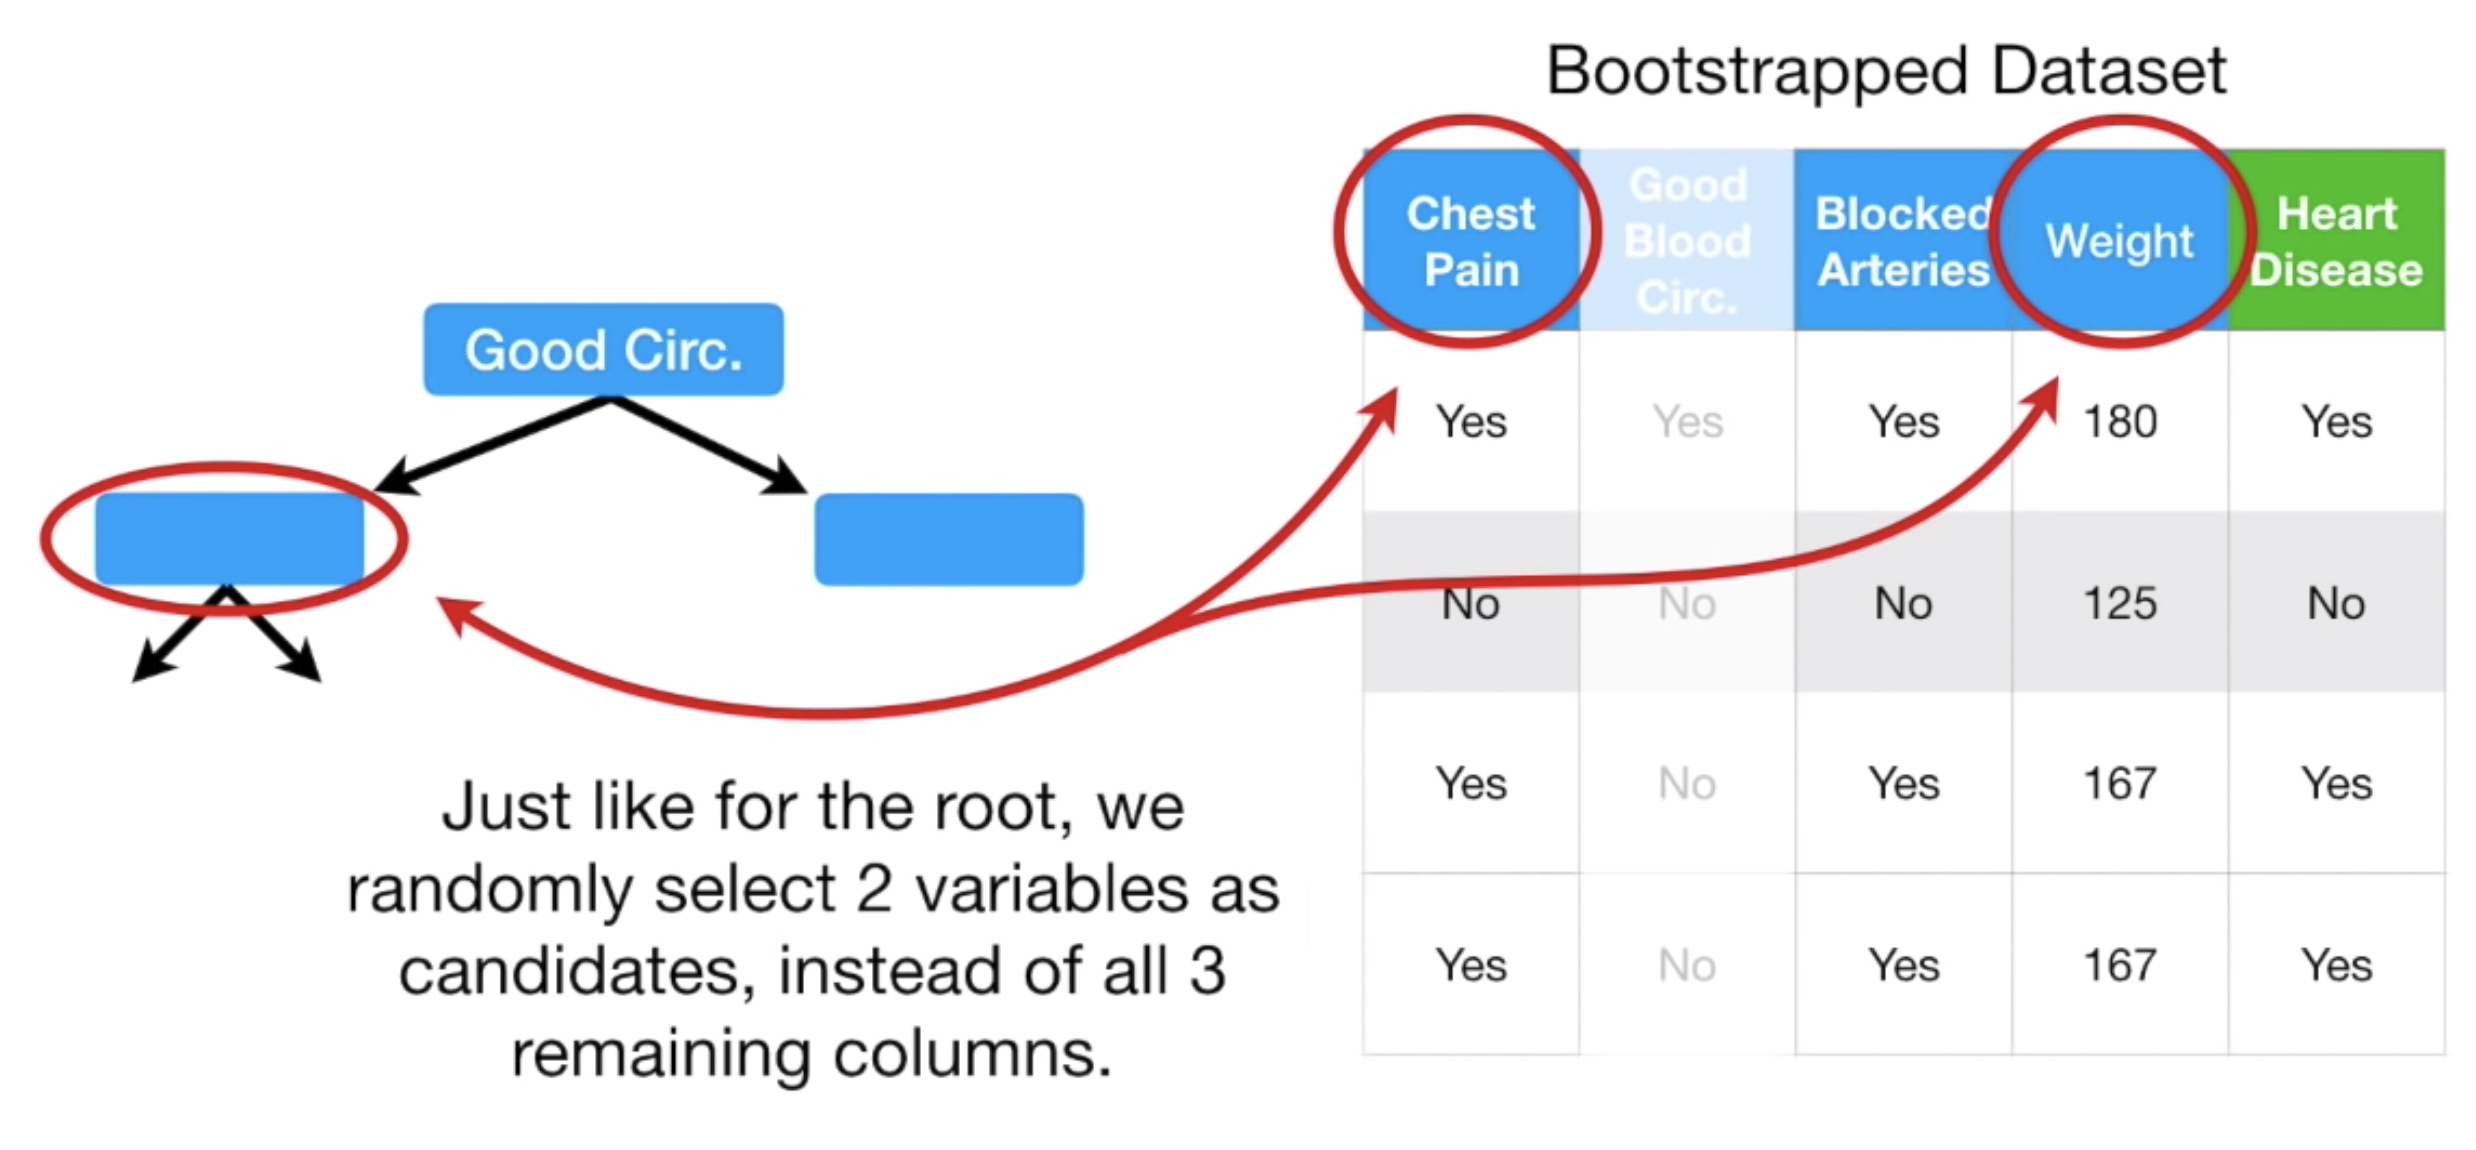 Bootstrapped Dataset
Chest Pain
Good Blood Circ.
Blocked Arteries
Weight
Heart Disease
Yes Yes Yes 180 Yes
No No No 125 No
Yes No Yes 167 Yes
Yes No Yes 167 Yes
Good Circ.
Just like for the root, we
randomly select 2 variables as
candidates, instead of all 3
remaining columns.